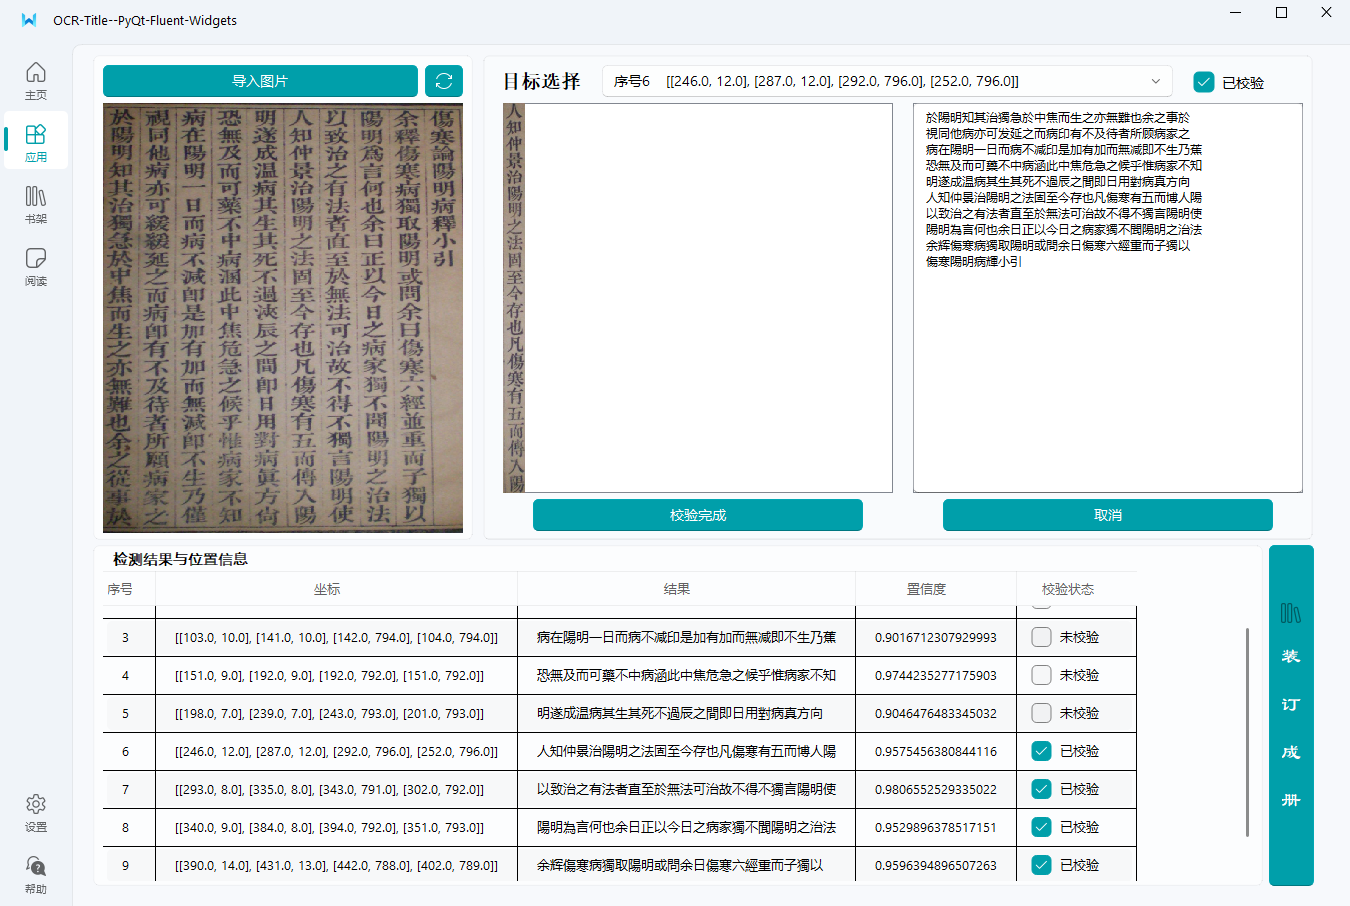 OCR-Title--PyQt-Fluent-Widgets
主页
应用
书架
阅读
设置
帮助
导入图片
傷寒論陽明病釋小引
余釋傷寒病獨取陽明或問余曰傷寒六經並重而子獨以
陽明爲言何也余曰正以今日之病家獨不聞陽明之治法
以致治之有法者直至於無法可治故不得不獨言陽明使
人知仲景治陽明之法固至今存也凡傷寒有五而傳入陽
明遂成溫病其生其死不過浹辰之間卽日用對病眞方尙
恐無及而可藥不中病涵此中焦危急之候乎惟病家不知
病在陽明一日而病不減卽是加有加而無減卽不生乃僅
視同他病亦可緩緩延之而病卽有不及待者所願病家之
於陽明知其治獨急於中焦而生之亦無難也余之從事於
目标选择
序号6 [[246.0, 12.0], [287.0, 12.0], [292.0, 796.0], [252.0, 796.0]]
已校验
人知仲景治陽明之法固至今存也凡傷寒有五而傳入陽
於陽明知其治獨急於中焦而生之亦無難也余之事於
視同他病亦可发延之而病印有不及待者所顾病家之
病在陽明一日而病不减印是加有加而無减即不生乃蕉
恐無及而可藥不中病涵此中焦危急之候乎惟病家不知
明遂成温病其生其死不過辰之間即日用對病真方向
人知仲景治陽明之法固至今存也凡傷寒有五而博人陽
以致治之有法者直至於無法可治故不得不獨言陽明使
陽明為言何也余日正以今日之病家獨不聞陽明之治法
余辉傷寒病獨取陽明或問余日傷寒六經重而子獨以
傷寒陽明病輝小引
校验完成
取消
检测结果与位置信息
序号 坐标 结果 置信度 校验状态
3 [[103.0, 10.0], [141.0, 10.0], [142.0, 794.0], [104.0, 794.0]] 病在陽明一日而病不减印是加有加而無减即不生乃蕉 0.9016712307929993 未校验
4 [[151.0, 9.0], [192.0, 9.0], [192.0, 792.0], [151.0, 792.0]] 恐無及而可藥不中病涵此中焦危急之候乎惟病家不知 0.9744235277175903 未校验
5 [[198.0, 7.0], [239.0, 7.0], [243.0, 793.0], [201.0, 793.0]] 明遂成温病其生其死不過辰之間即日用對病真方向 0.9046476483345032 未校验
6 [[246.0, 12.0], [287.0, 12.0], [292.0, 796.0], [252.0, 796.0]] 人知仲景治陽明之法固至今存也凡傷寒有五而博人陽 0.9575456380844116 已校验
7 [[293.0, 8.0], [335.0, 8.0], [343.0, 791.0], [302.0, 792.0]] 以致治之有法者直至於無法可治故不得不獨言陽明使 0.9806552529335022 已校验
8 [[340.0, 9.0], [384.0, 8.0], [394.0, 792.0], [351.0, 793.0]] 陽明為言何也余日正以今日之病家獨不聞陽明之治法 0.9529896378517151 已校验
9 [[390.0, 14.0], [431.0, 13.0], [442.0, 788.0], [402.0, 789.0]] 余辉傷寒病獨取陽明或問余日傷寒六經重而子獨以 0.9596394896507263 已校验
装订成册